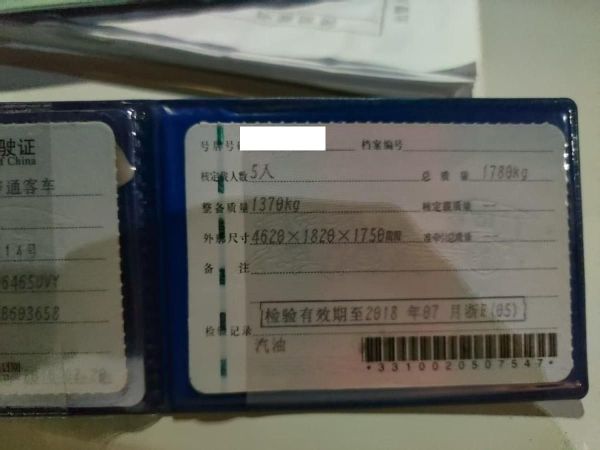 驶证
China
通客车
14号
号牌号
档案编号
核定载人数 5人
总质量 1780kg
整备质量 1370kg
核定载质量 --
外廓尺寸 4620×1820×1750mm
准牵引总质量 --
备注
检验有效期至2018年07月浙E(05)
检验记录
汽油
*3310020507547*